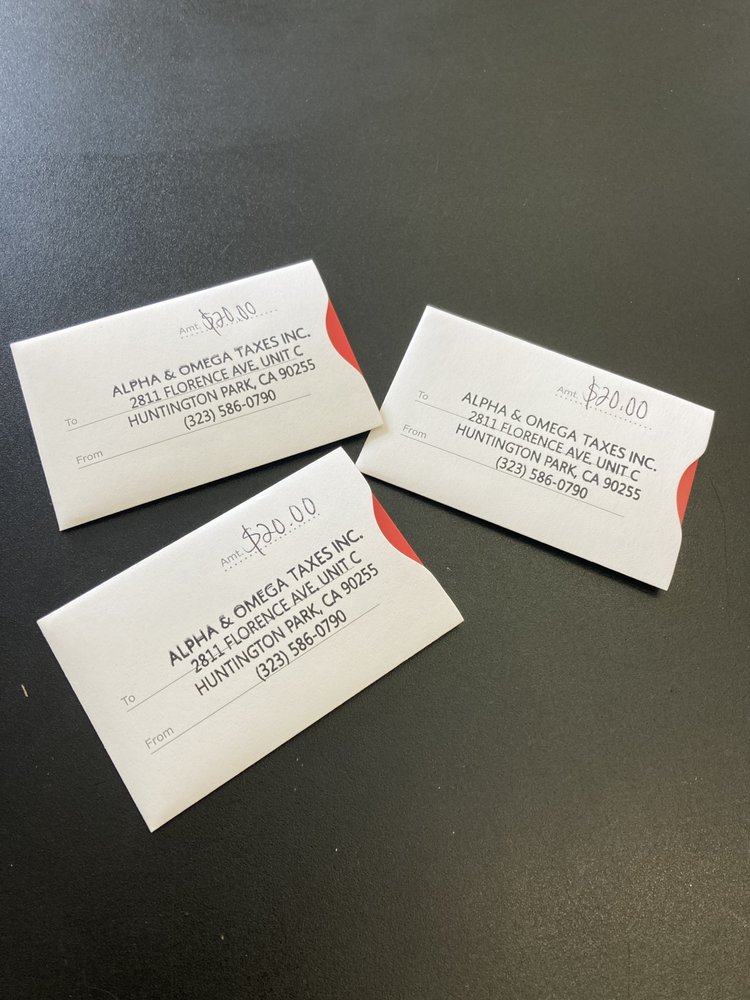 Amt. $20.00
ALPHA & OMEGA TAXES INC.
2811 FLORENCE AVE. UNIT C
To
HUNTINGTON PARK, CA 90255
(323) 586-0790
From
Amt. $20.00
ALPHA & OMEGA TAXES INC.
To
2811 FLORENCE AVE. UNIT C
HUNTINGTON PARK, CA 90255
From
(323) 586-0790
Amt. $20.00
ALPHA & OMEGA TAXES INC.
2811 FLORENCE AVE. UNIT C
To
HUNTINGTON PARK, CA 90255
(323) 586-0790
From